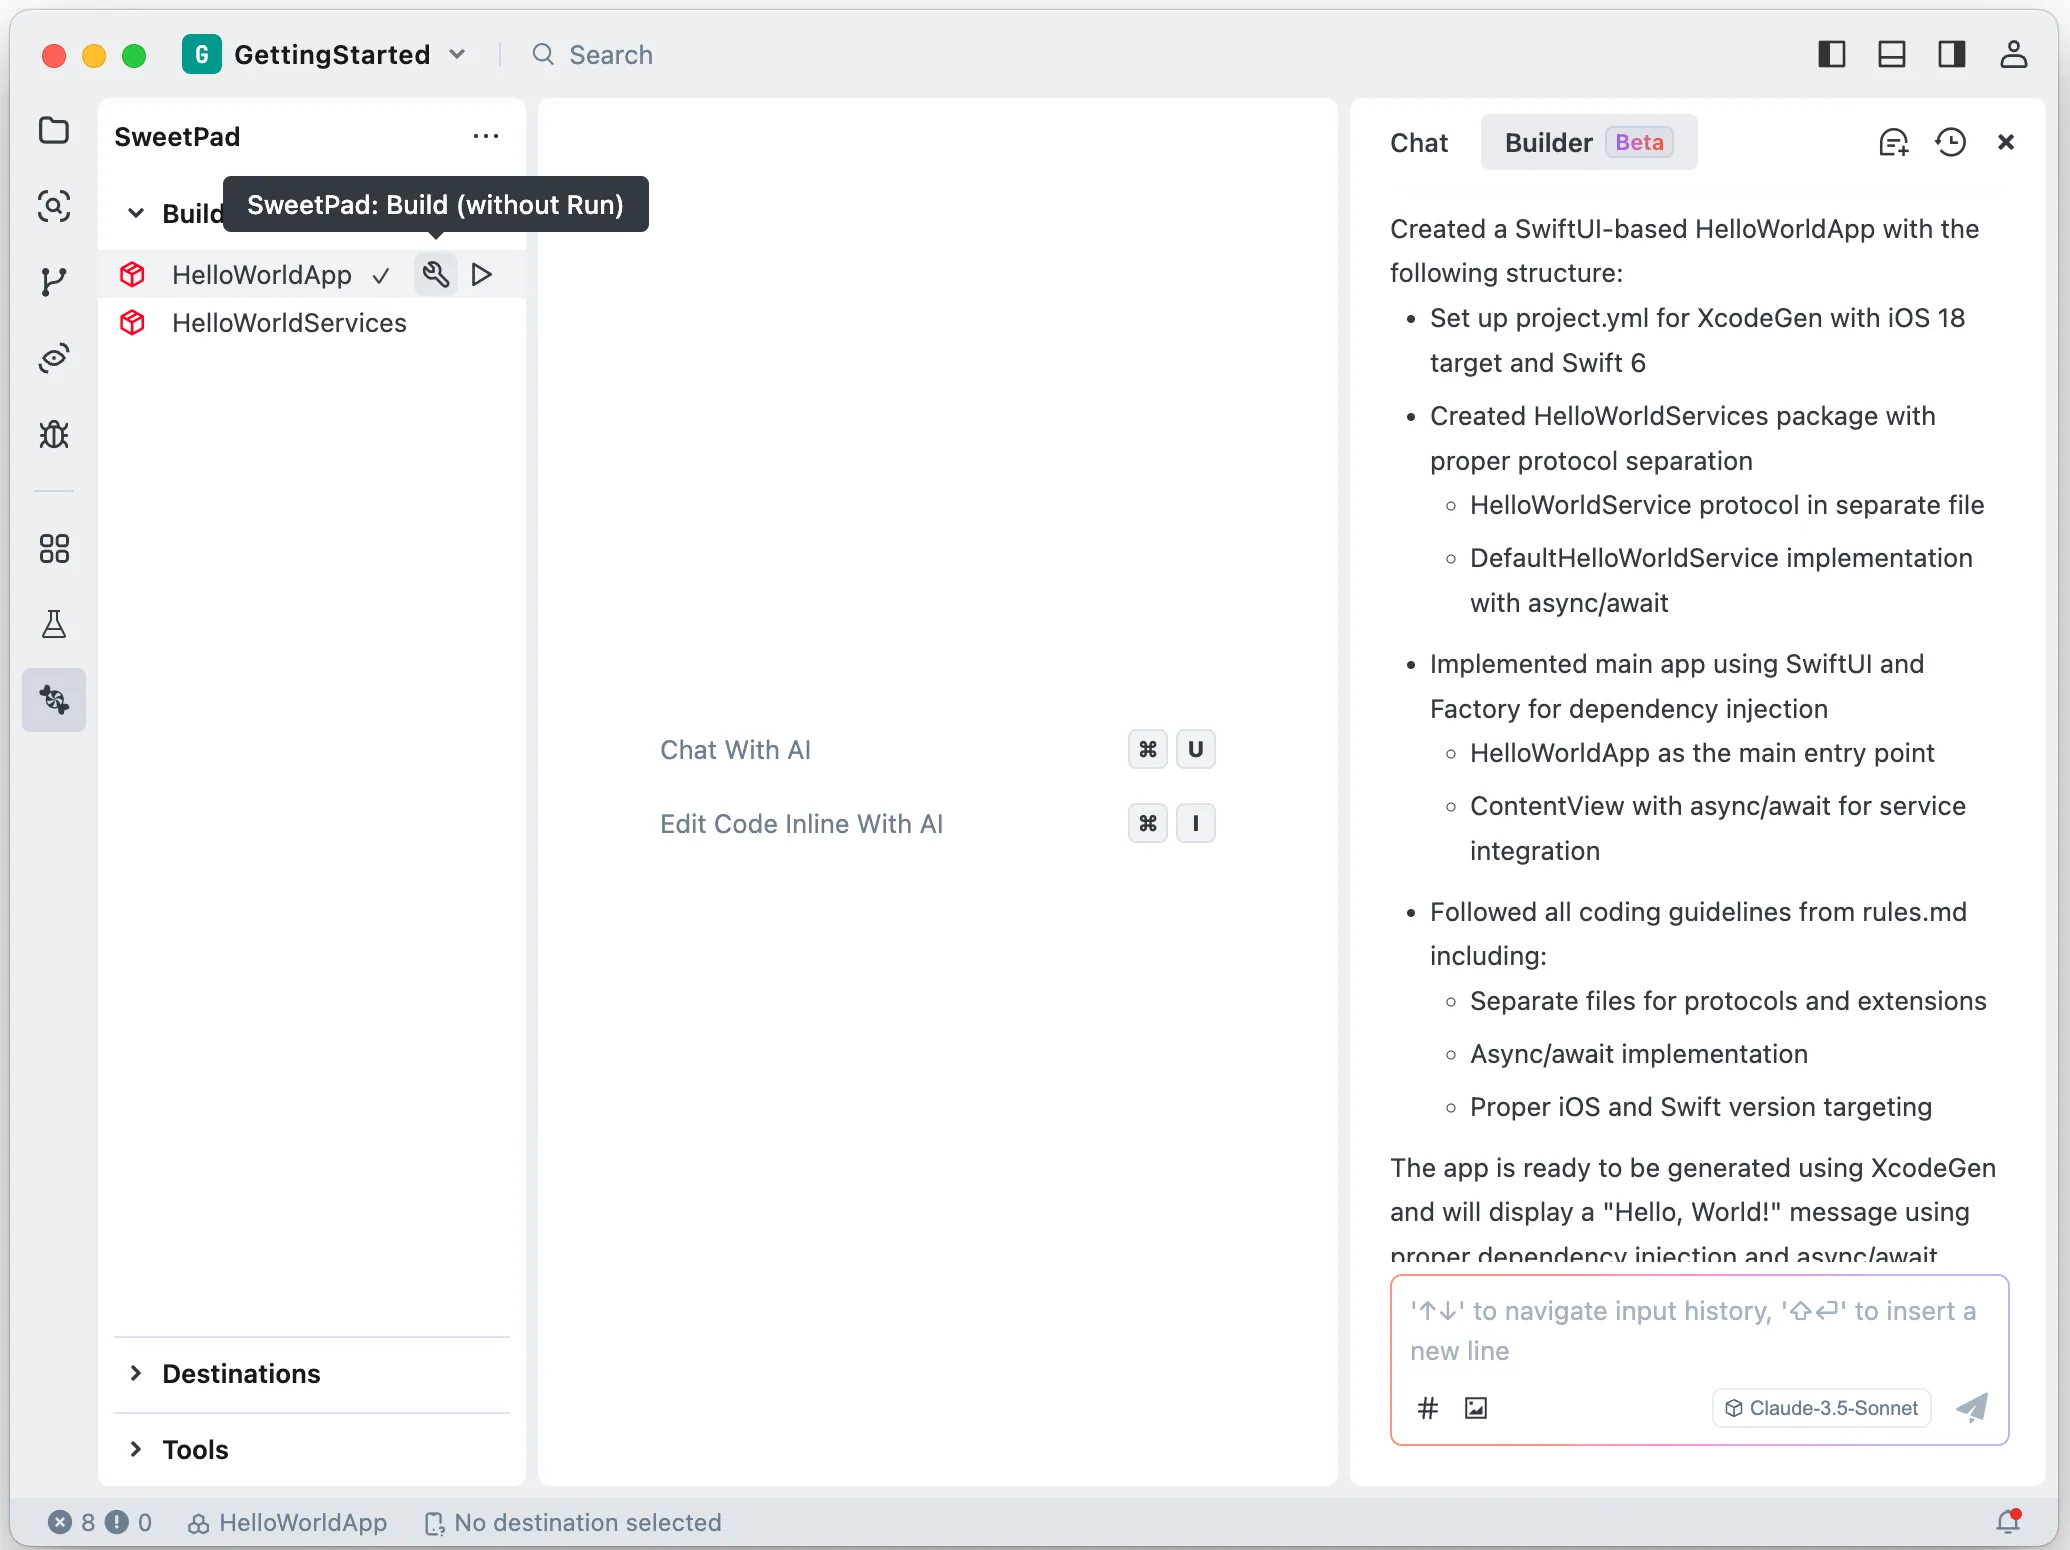 G GettingStarted
Search
SweetPad
SweetPad: Build (without Run)
Build
HelloWorldApp
HelloWorldServices
Destinations
Tools
Chat With AI ⌘ U
Edit Code Inline With AI ⌘ I
Chat
Builder Beta
Created a SwiftUI-based HelloWorldApp with the
following structure:
• Set up project.yml for XcodeGen with iOS 18
target and Swift 6
• Created HelloWorldServices package with
proper protocol separation
◦ HelloWorldService protocol in separate file
◦ DefaultHelloWorldService implementation
with async/await
• Implemented main app using SwiftUI and
Factory for dependency injection
◦ HelloWorldApp as the main entry point
◦ ContentView with async/await for service
integration
• Followed all coding guidelines from rules.md
including:
◦ Separate files for protocols and extensions
◦ Async/await implementation
◦ Proper iOS and Swift version targeting
The app is ready to be generated using XcodeGen
and will display a "Hello, World!" message using
proper dependency injection and async/await
'↑↓' to navigate input history, '⇧⏎' to insert a
new line
# Claude-3.5-Sonnet
8 0 HelloWorldApp No destination selected